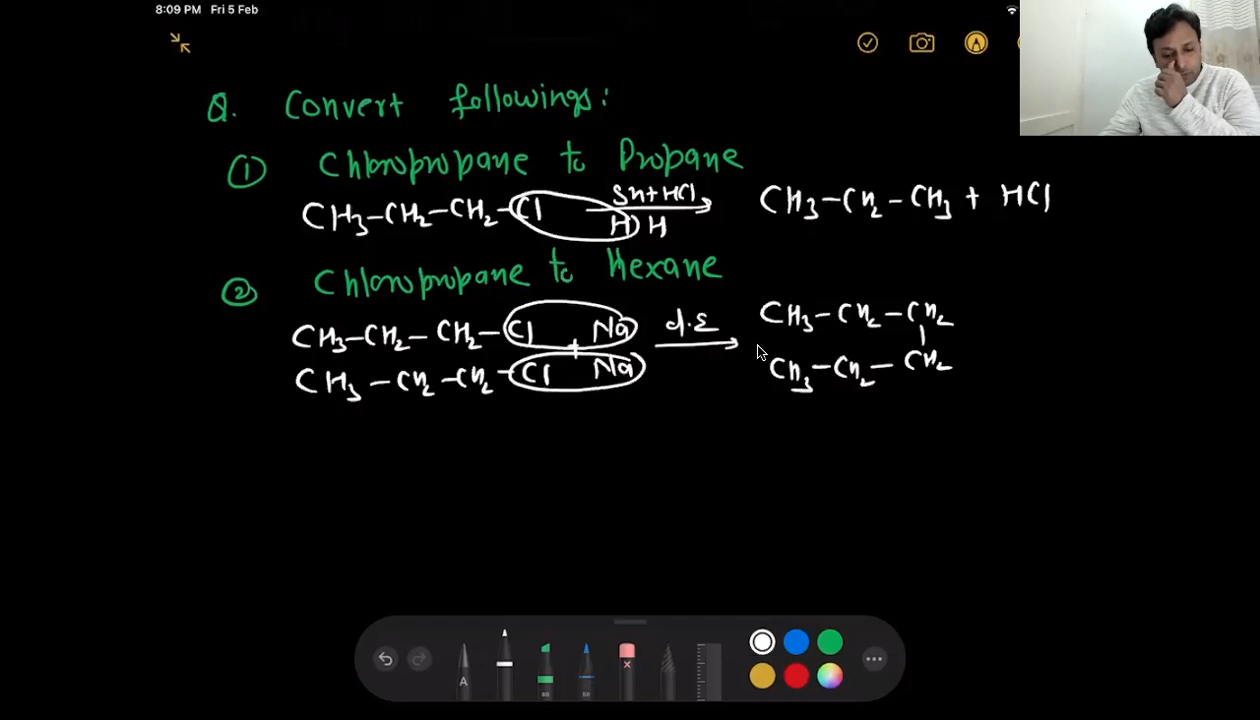 8:09 PM Fri 5 Feb
Q. Convert followings:
① Chloropropane to Propane
CH3-CH2-CH2-Cl Sn+HCl H H CH3-CH2-CH3 + HCl
② Chloropropane to Hexane
CH3-CH2-CH2-Cl Na d.E CH3-CH2-CH2
+
CH3-CH2-CH2-Cl Na CH3-CH2-CH2
A